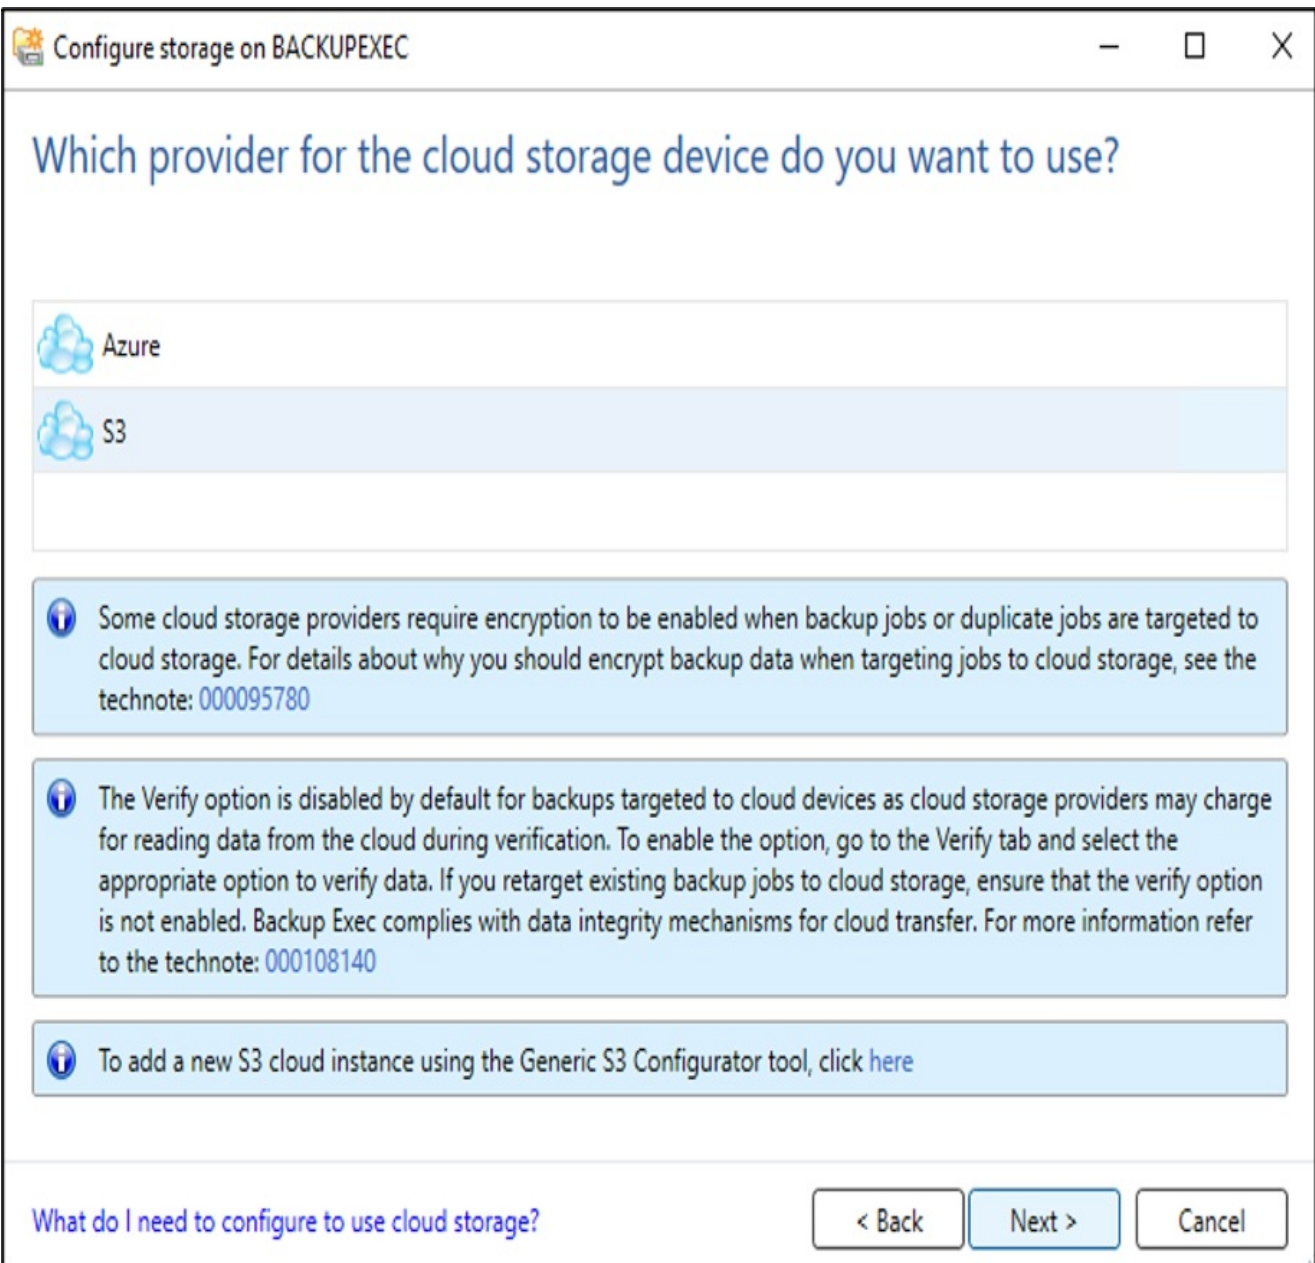 Configure storage on BACKUPEXEC
Which provider for the cloud storage device do you want to use?
Azure
S3
Some cloud storage providers require encryption to be enabled when backup jobs or duplicate jobs are targeted to
cloud storage. For details about why you should encrypt backup data when targeting jobs to cloud storage, see the
technote: 000095780
The Verify option is disabled by default for backups targeted to cloud devices as cloud storage providers may charge
for reading data from the cloud during verification. To enable the option, go to the Verify tab and select the
appropriate option to verify data. If you retarget existing backup jobs to cloud storage, ensure that the verify option
is not enabled. Backup Exec complies with data integrity mechanisms for cloud transfer. For more information refer
to the technote: 000108140
To add a new S3 cloud instance using the Generic S3 Configurator tool, click here
What do I need to configure to use cloud storage?
< Back
Next >
Cancel